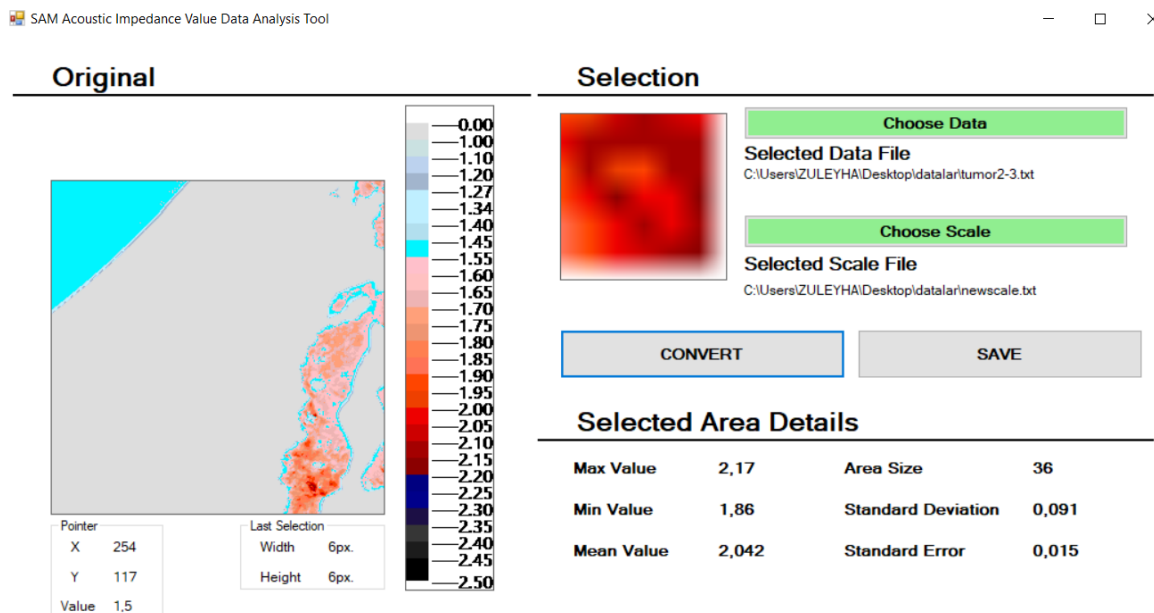 SAM Acoustic Impedance Value Data Analysis Tool
Original
0.00
1.00
1.10
1.20
1.27
1.34
1.40
1.45
1.55
1.60
1.65
1.70
1.75
1.80
1.85
1.90
1.95
2.00
2.05
2.10
2.15
2.20
2.25
2.30
2.35
2.40
2.45
2.50
Pointer
X 254
Y 117
Value 1,5
Last Selection
Width 6px.
Height 6px.
Selection
Choose Data
Selected Data File
C:\Users\ZULEYHA\Desktop\datalar\tumor2-3.txt
Choose Scale
Selected Scale File
C:\Users\ZULEYHA\Desktop\datalar\newscale.txt
CONVERT SAVE
Selected Area Details
Max Value 2,17 Area Size 36
Min Value 1,86 Standard Deviation 0,091
Mean Value 2,042 Standard Error 0,015